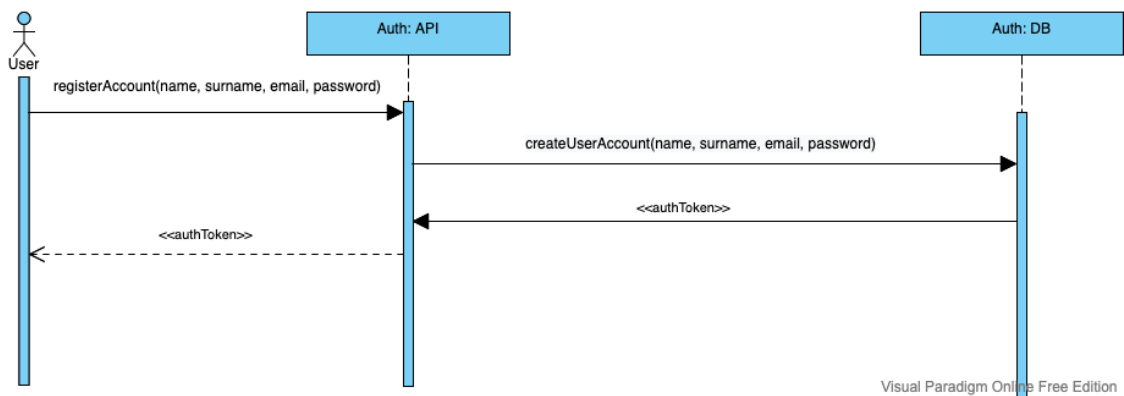 Auth: API
Auth: DB
User
registerAccount(name, surname, email, password)
createUserAccount(name, surname, email, password)
<<authToken>>
<<authToken>>
Visual Paradigm Online Free Edition